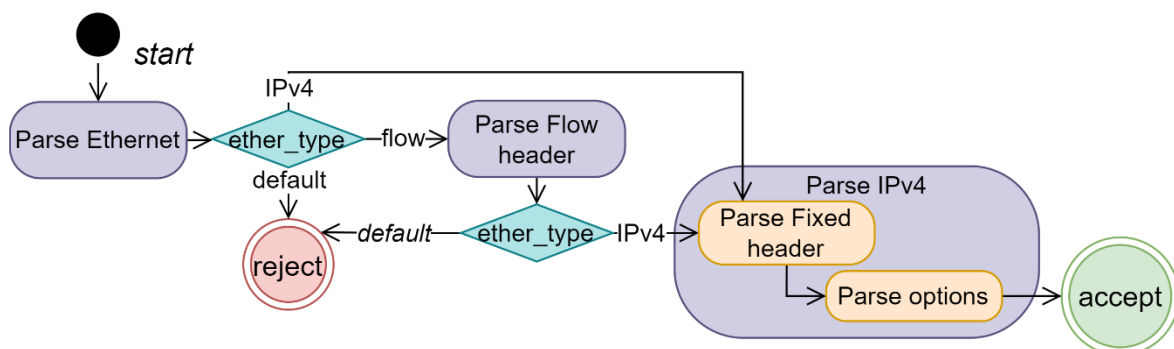 start
Parse Ethernet
ether_type
IPv4
flow
default
Parse Flow
header
ether_type
default
IPv4
reject
Parse IPv4
Parse Fixed
header
Parse options
accept